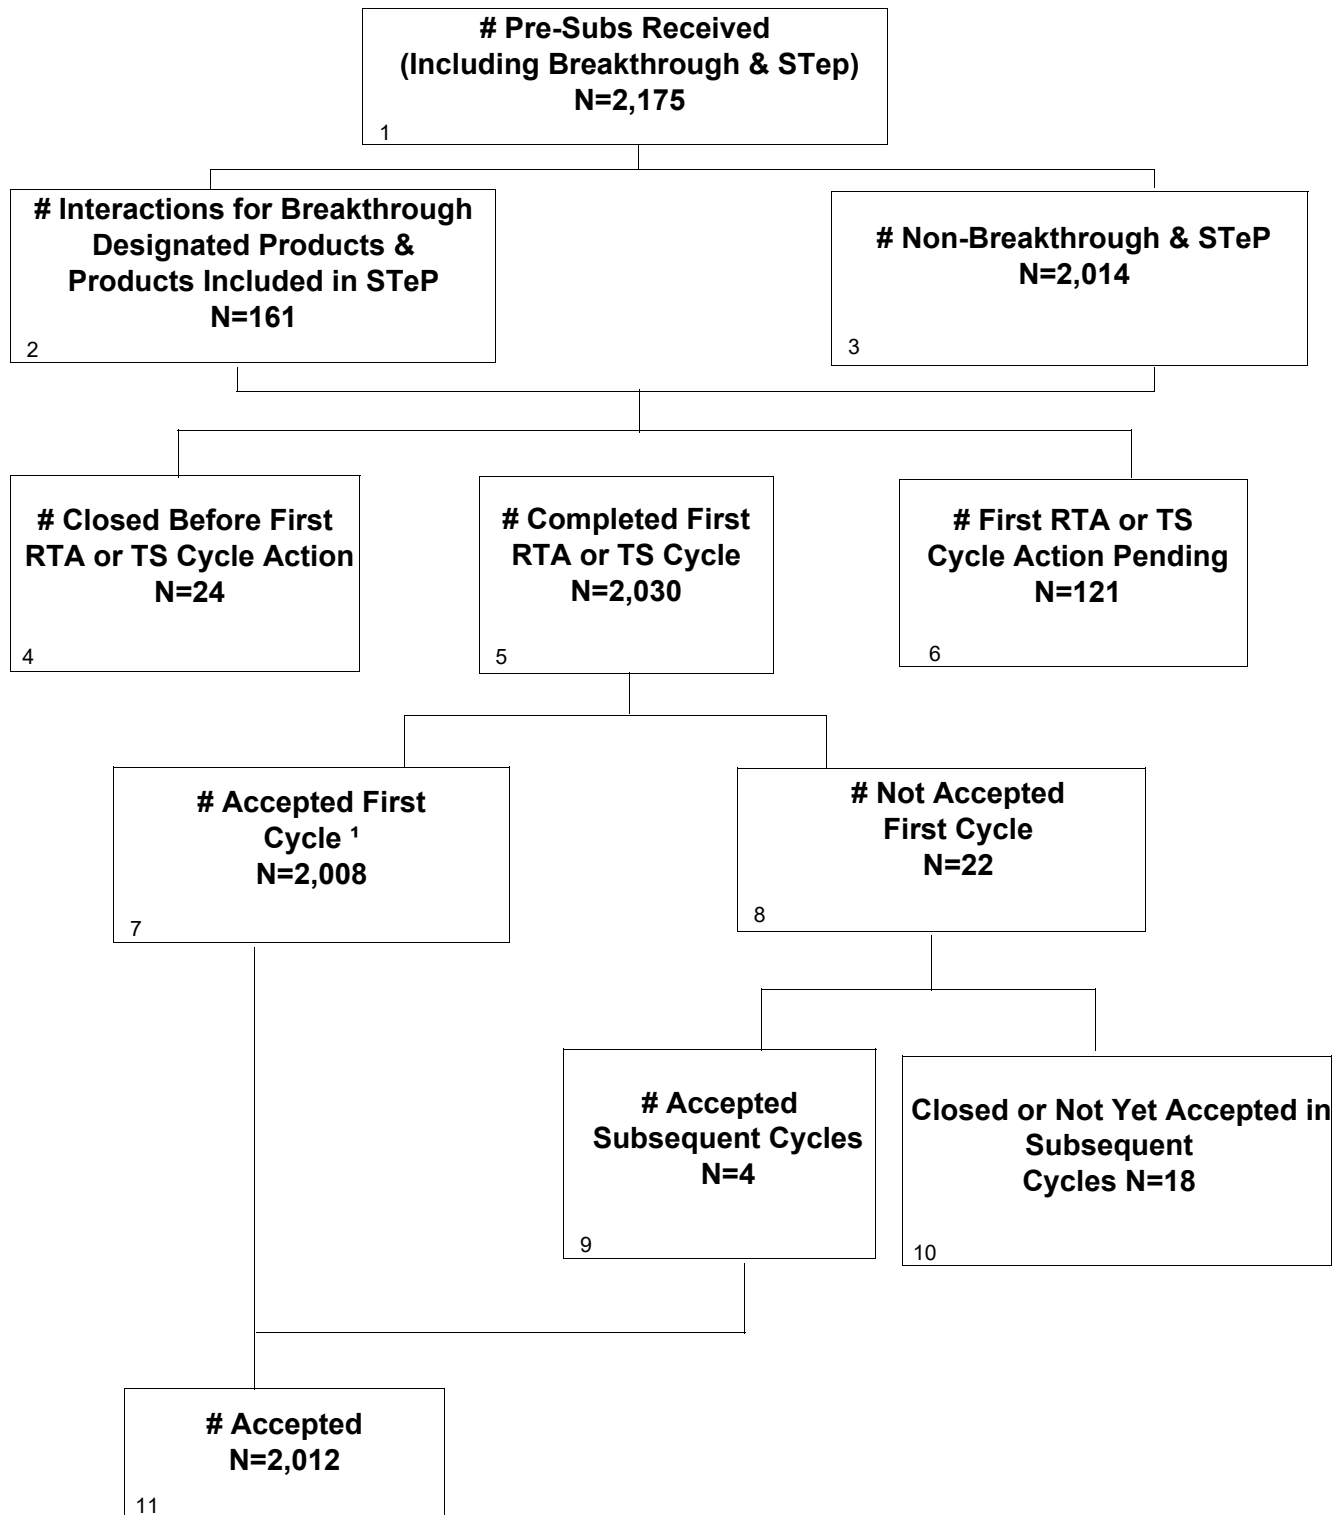 # Pre-Subs Received
(Including Breakthrough & STep)
N=2,175
1
# Interactions for Breakthrough
Designated Products &
Products Included in STeP
N=161
2
# Non-Breakthrough & STeP
N=2,014
3
# Closed Before First
RTA or TS Cycle Action
N=24
4
# Completed First
RTA or TS Cycle
N=2,030
5
# First RTA or TS
Cycle Action Pending
N=121
6
# Accepted First
Cycle ¹
N=2,008
7
# Not Accepted
First Cycle
N=22
8
# Accepted
Subsequent Cycles
N=4
9
Closed or Not Yet Accepted in
Subsequent
Cycles N=18
10
# Accepted
N=2,012
11